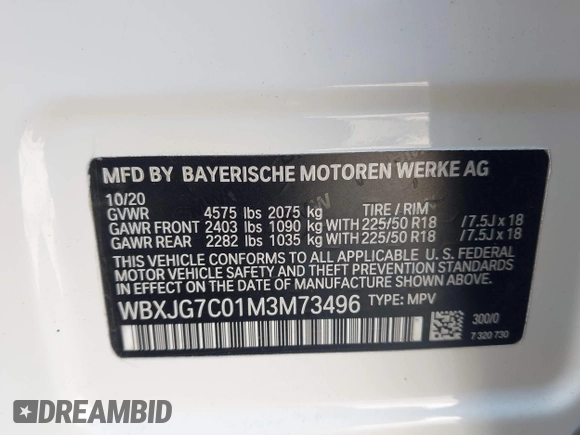 MFD BY BAYERISCHE MOTOREN WERKE AG
10/20
GVWR 4575 lbs 2075 kg TIRE / RIM
GAWR FRONT 2403 lbs 1090 kg WITH 225/50 R18 /7.5J x 18
GAWR REAR 2282 lbs 1035 kg WITH 225/50 R18 /7.5J x 18
THIS VEHICLE CONFORMS TO ALL APPLICABLE U. S. FEDERAL
MOTOR VEHICLE SAFETY, BUMPER, AND THEFT PREVENTION
STANDARDS IN EFFECT ON THE DATE OF MANUFACTURE SHOWN ABOVE.
WBXJG7C01M3M73496 TYPE: MPV
300/0
7 320 730
DREAMBID